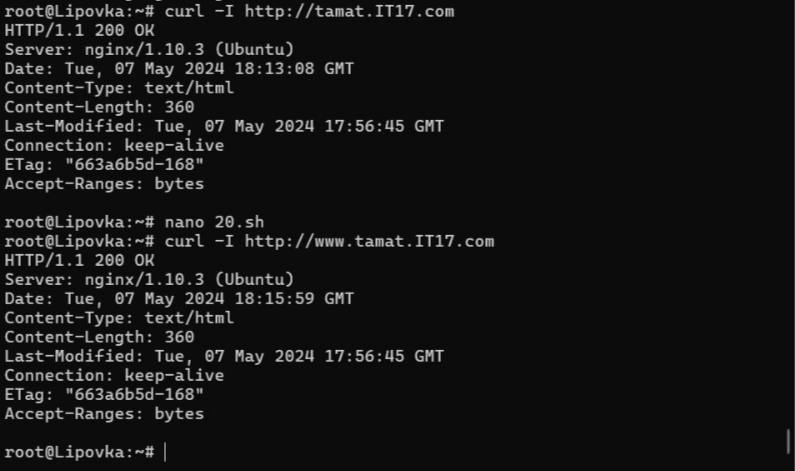 root@Lipovka:~# curl -I http://tamat.IT17.com
HTTP/1.1 200 OK
Server: nginx/1.10.3 (Ubuntu)
Date: Tue, 07 May 2024 18:13:08 GMT
Content-Type: text/html
Content-Length: 360
Last-Modified: Tue, 07 May 2024 17:56:45 GMT
Connection: keep-alive
ETag: "663a6b5d-168"
Accept-Ranges: bytes
root@Lipovka:~# nano 20.sh
root@Lipovka:~# curl -I http://www.tamat.IT17.com
HTTP/1.1 200 OK
Server: nginx/1.10.3 (Ubuntu)
Date: Tue, 07 May 2024 18:15:59 GMT
Content-Type: text/html
Content-Length: 360
Last-Modified: Tue, 07 May 2024 17:56:45 GMT
Connection: keep-alive
ETag: "663a6b5d-168"
Accept-Ranges: bytes
root@Lipovka:~#